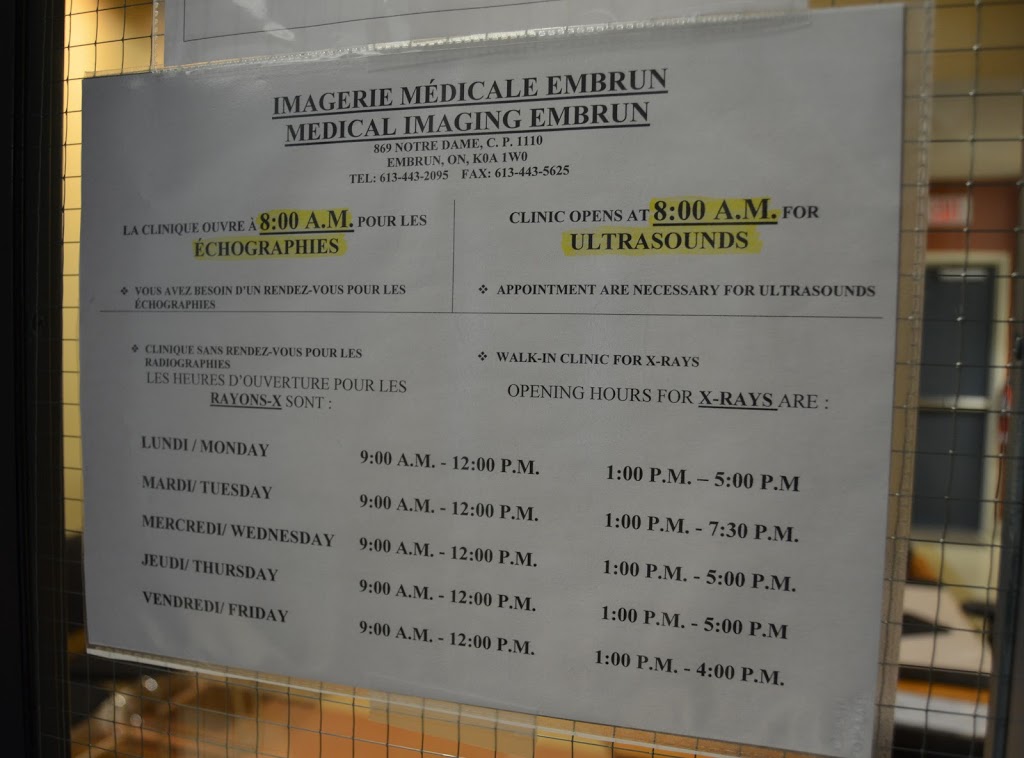 IMAGERIE MÉDICALE EMBRUN
MEDICAL IMAGING EMBRUN
869 NOTRE DAME, C. P. 1110
EMBRUN, ON, K0A 1W0
TEL: 613-443-2095 FAX: 613-443-5625
LA CLINIQUE OUVRE À 8:00 A.M. POUR LES
ÉCHOGRAPHIES
❖ VOUS AVEZ BESOIN D'UN RENDEZ-VOUS POUR LES
ÉCHOGRAPHIES
CLINIC OPENS AT 8:00 A.M. FOR
ULTRASOUNDS
❖ APPOINTMENT ARE NECESSARY FOR ULTRASOUNDS
❖ CLINIQUE SANS RENDEZ-VOUS POUR LES
RADIOGRAPHIES
LES HEURES D'OUVERTURE POUR LES
RAYONS-X SONT :
❖ WALK-IN CLINIC FOR X-RAYS
OPENING HOURS FOR X-RAYS ARE :
LUNDI / MONDAY 9:00 A.M. - 12:00 P.M. 1:00 P.M. – 5:00 P.M
MARDI/ TUESDAY 9:00 A.M. - 12:00 P.M. 1:00 P.M. - 7:30 P.M.
MERCREDI/ WEDNESDAY 9:00 A.M. - 12:00 P.M. 1:00 P.M. - 5:00 P.M.
JEUDI/ THURSDAY 9:00 A.M. - 12:00 P.M. 1:00 P.M. - 5:00 P.M
VENDREDI/ FRIDAY 9:00 A.M. - 12:00 P.M. 1:00 P.M. - 4:00 P.M.